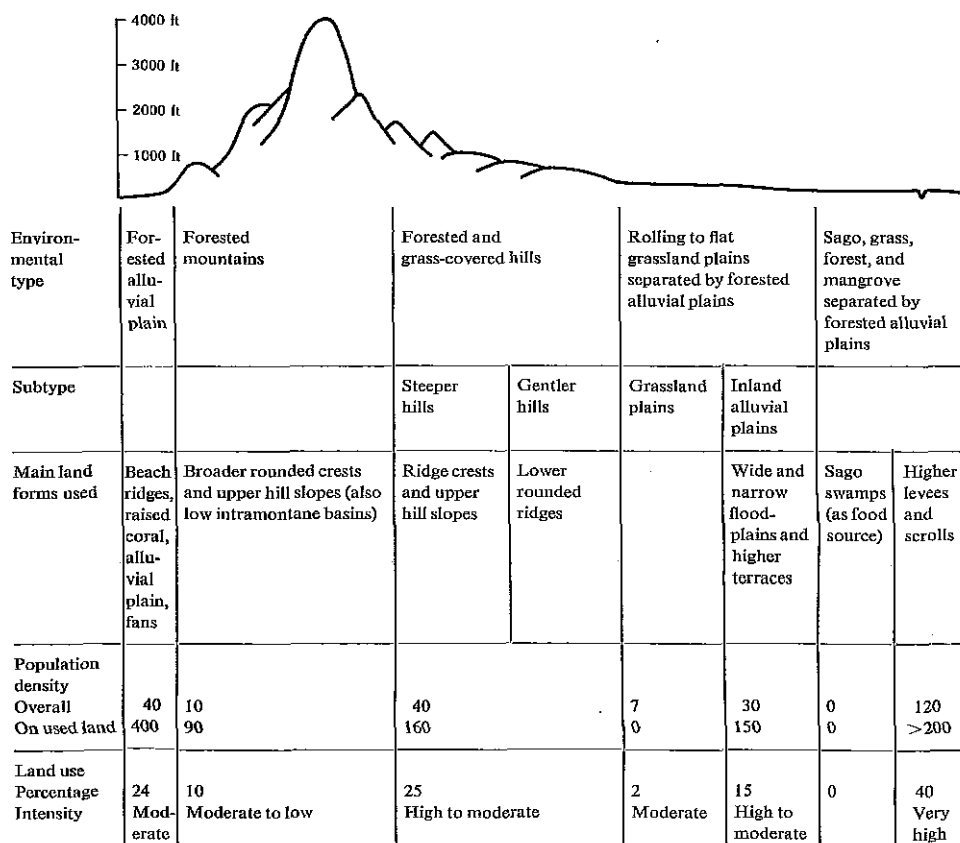 4000 ft
3000 ft
2000 ft
1000 ft
Environ-
mental
type
For-
ested
allu-
vial
plain
Forested
mountains
Forested and
grass-covered hills
Rolling to flat
grassland plains
separated by forested
alluvial plains
Sago, grass,
forest, and
mangrove
separated by
forested alluvial
plains
Subtype
Steeper
hills
Gentler
hills
Grassland
plains
Inland
alluvial
plains
Main land
forms used
Beach
ridges,
raised
coral,
allu-
vial
plain,
fans
Broader rounded crests
and upper hill slopes (also
low intramontane basins)
Ridge crests
and upper
hill slopes
Lower
rounded
ridges
Wide and
narrow
flood-
plains and
higher
terraces
Sago
swamps
(as food
source)
Higher
levees
and
scrolls
Population
density
Overall 40 10 40 7 30 0 120
On used land 400 90 160 0 150 0 >200
Land use
Percentage 24 10 25 2 15 0 40
Intensity
Mod-
erate
Moderate to low
High to moderate
Moderate
High to
moderate
Very
high